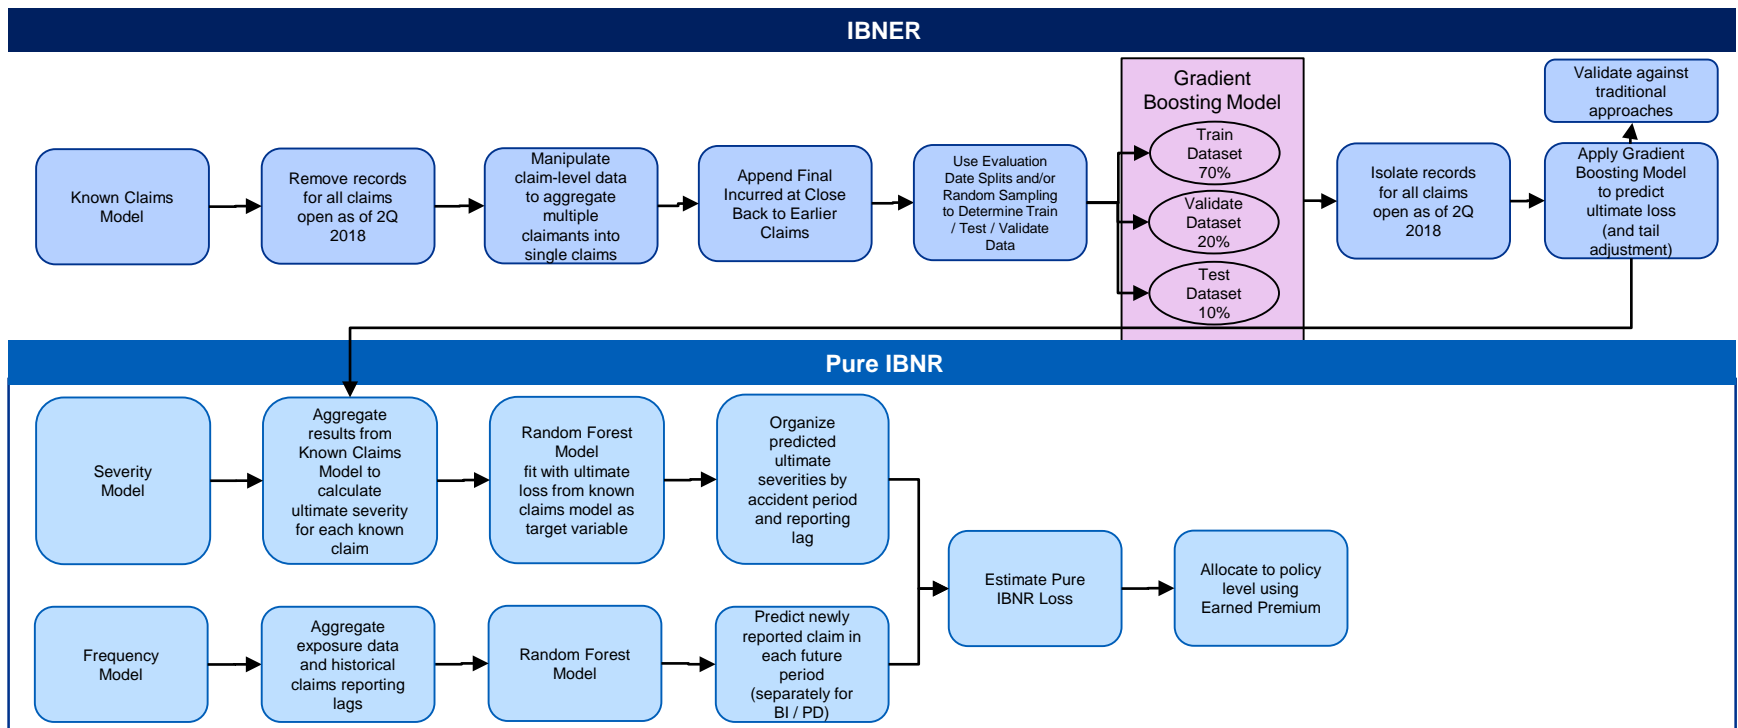 IBNER
Known Claims
Model
Remove records
for all claims
open as of 2Q
2018
Manipulate
claim-level data
to aggregate
multiple
claimants into
single claims
Append Final
Incurred at Close
Back to Earlier
Claims
Use Evaluation
Date Splits and/or
Random Sampling
to Determine Train
/ Test / Validate
Data
Gradient
Boosting Model
Train
Dataset
70%
Validate
Dataset
20%
Test
Dataset
10%
Isolate records
for all claims
open as of 2Q
2018
Validate against
traditional
approaches
Apply Gradient
Boosting Model
to predict
ultimate loss
(and tail
adjustment)
Pure IBNR
Severity
Model
Aggregate
results from
Known Claims
Model to
calculate
ultimate severity
for each known
claim
Random Forest
Model
fit with ultimate
loss from known
claims model as
target variable
Organize
predicted
ultimate
severities by
accident period
and reporting
lag
Frequency
Model
Aggregate
exposure data
and historical
claims reporting
lags
Random Forest
Model
Predict newly
reported claim in
each future
period
(separately for
BI / PD)
Estimate Pure
IBNR Loss
Allocate to policy
level using
Earned Premium